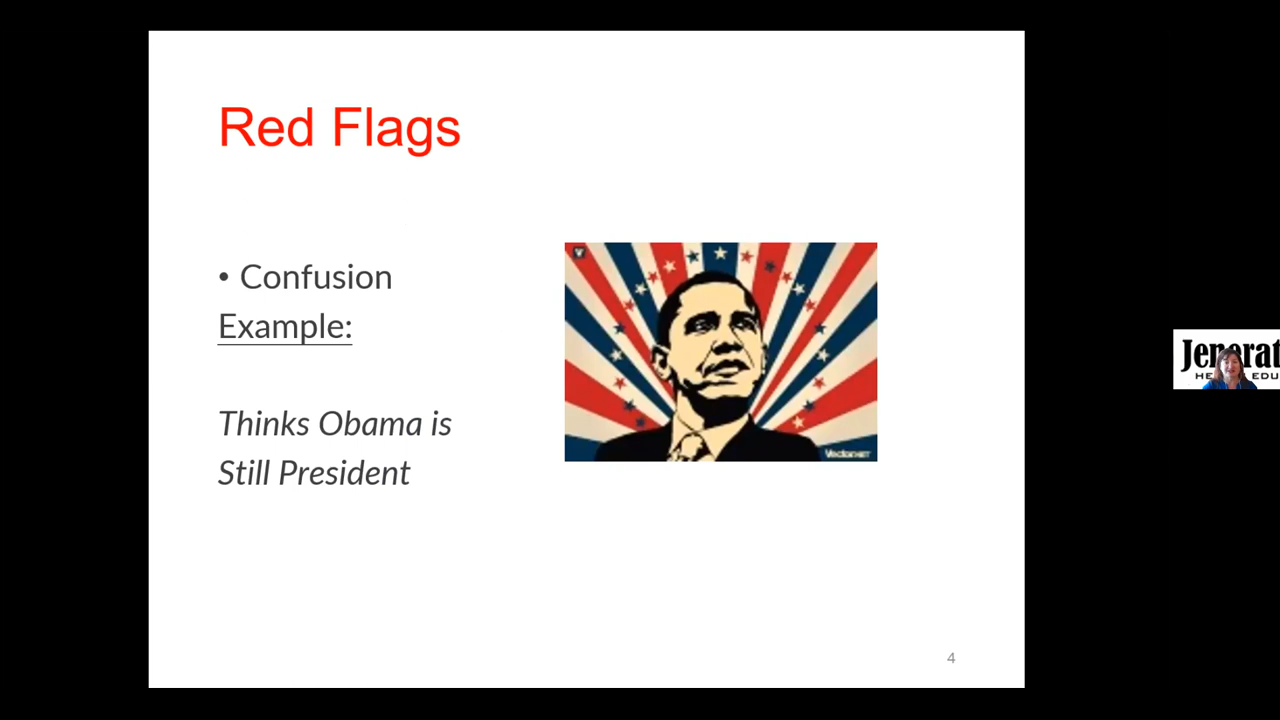 Red Flags
• Confusion
Example:
Thinks Obama is
Still President
4